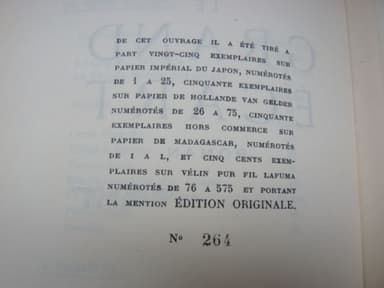 DE CET OUVRAGE IL A ÉTÉ TIRÉ A
PART VINGT-CINQ EXEMPLAIRES SUR
PAPIER IMPÉRIAL DU JAPON, NUMÉROTÉS
DE 1 A 25, CINQUANTE EXEMPLAIRES
SUR PAPIER DE HOLLANDE VAN GELDER
NUMÉROTÉS DE 26 A 75, CINQUANTE
EXEMPLAIRES HORS COMMERCE SUR
PAPIER DE MADAGASCAR, NUMÉROTÉS
DE I A L, ET CINQ CENTS EXEM-
PLAIRES SUR VÉLIN PUR FIL LAFUMA
NUMÉROTÉS DE 76 A 575 ET PORTANT
LA MENTION ÉDITION ORIGINALE.
No 264